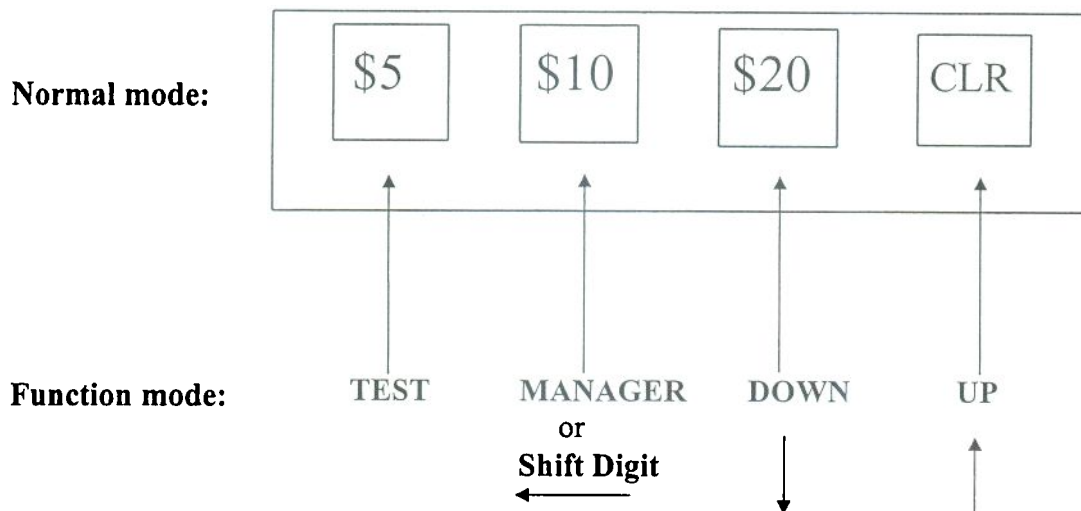 Normal mode: $5 $10 $20 CLR
Function mode: TEST MANAGER DOWN UP
or
Shift Digit